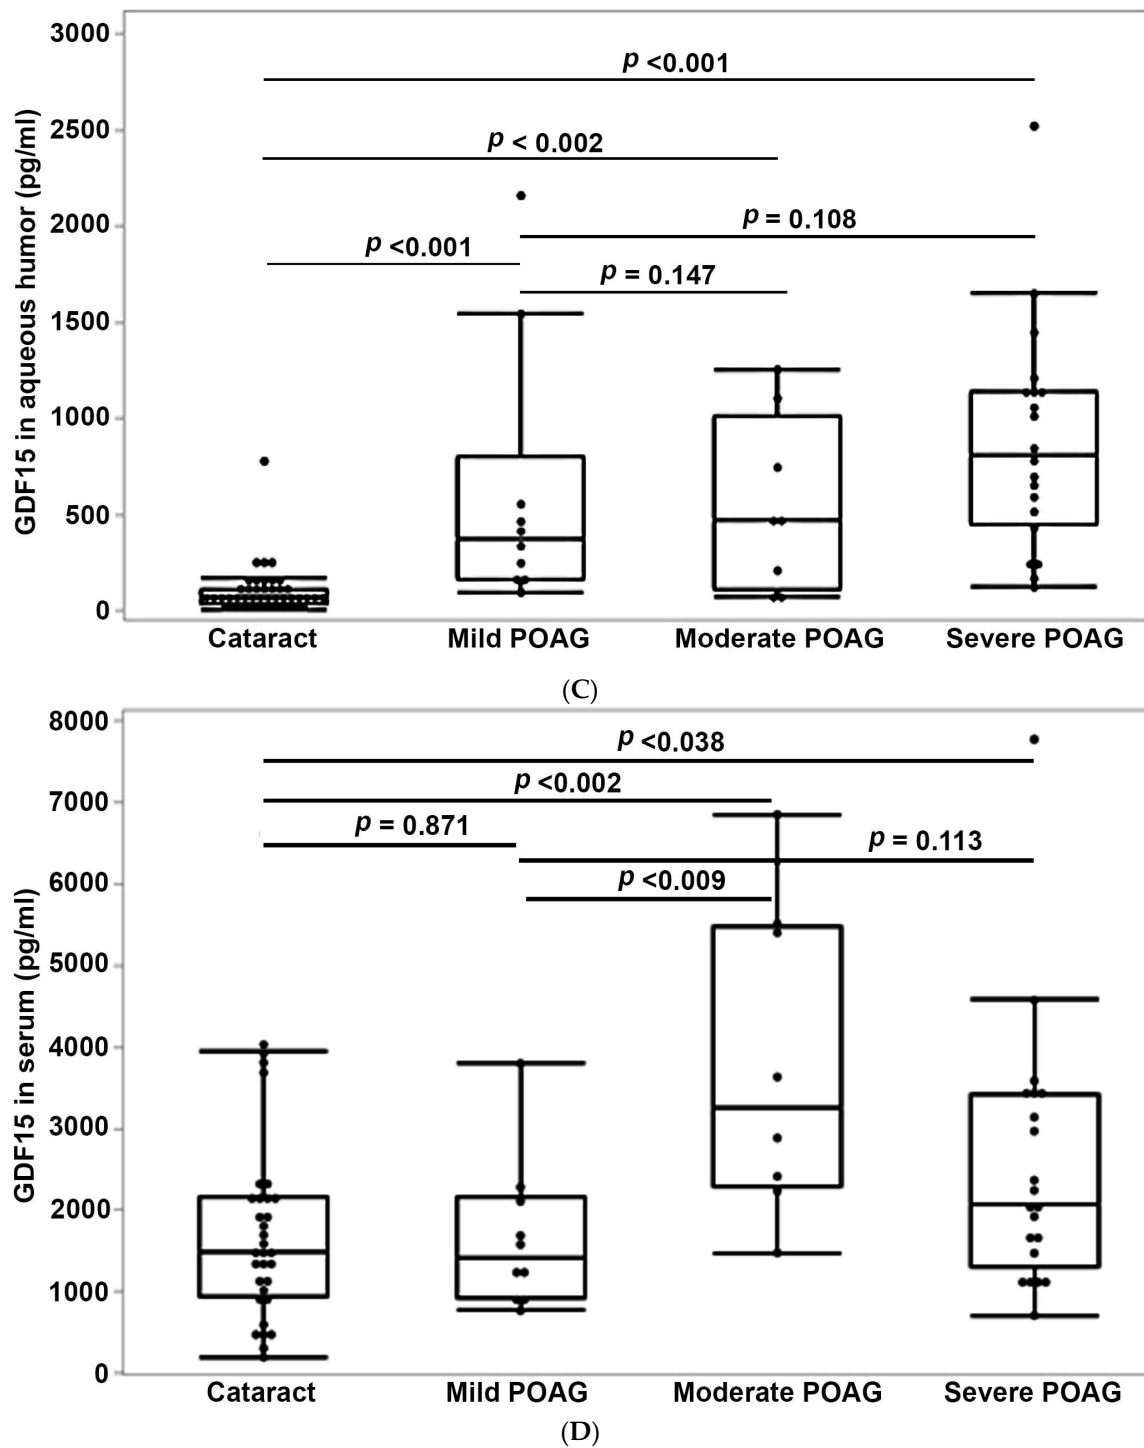 GDF15 in aqueous humor (pg/ml)
3000
2500
2000
1500
1000
500
0
p <0.001
p < 0.002
p = 0.108
p <0.001
p = 0.147
Cataract Mild POAG Moderate POAG Severe POAG
(C)
GDF15 in serum (pg/ml)
8000
7000
6000
5000
4000
3000
2000
1000
0
p <0.038
p <0.002
p = 0.871
p = 0.113
p <0.009
Cataract Mild POAG Moderate POAG Severe POAG
(D)